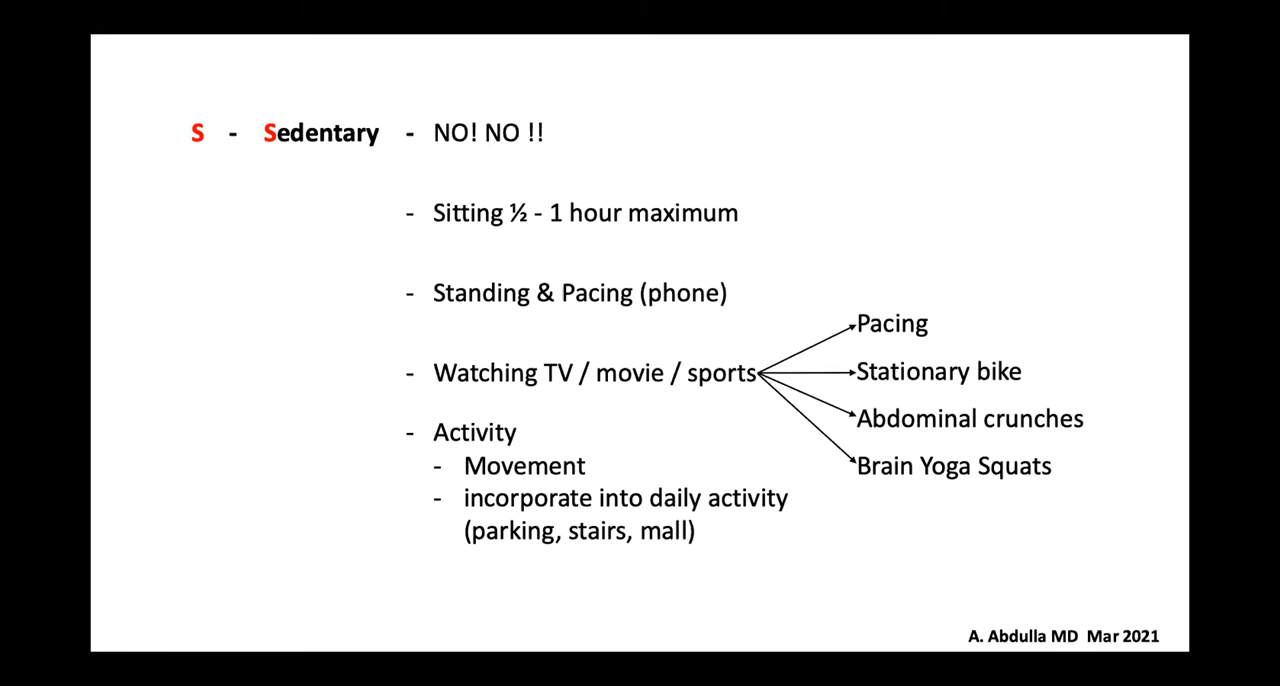 S - Sedentary - NO! NO !!
- Sitting ½ - 1 hour maximum
- Standing & Pacing (phone)
- Watching TV / movie / sports
Pacing
Stationary bike
Abdominal crunches
Brain Yoga Squats
- Activity
- Movement
- incorporate into daily activity
(parking, stairs, mall)
A. Abdulla MD Mar 2021